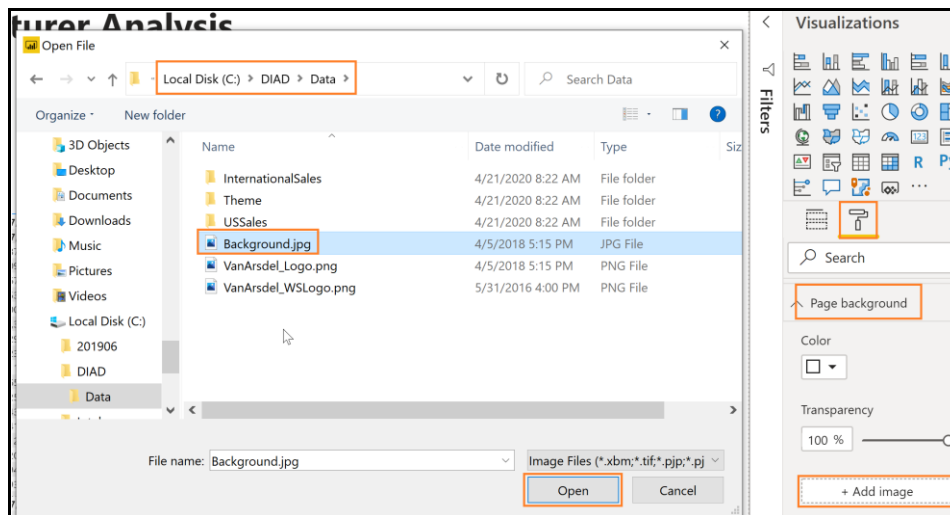 turer Analysis
Open File
Local Disk (C:) > DIAD > Data >
Search Data
Organize
New folder
Name
Date modified
Type
Siz
3D Objects
Desktop
Documents
Downloads
Music
Pictures
Videos
Local Disk (C:)
201906
DIAD
Data
InternationalSales 4/21/2020 8:22 AM File folder
Theme 4/21/2020 8:22 AM File folder
USSales 4/21/2020 8:22 AM File folder
Background.jpg 4/5/2018 5:15 PM JPG File
VanArsdel_Logo.png 4/5/2018 5:15 PM PNG File
VanArsdel_WSLogo.png 5/31/2016 4:00 PM PNG File
File name: Background.jpg
Image Files (*.xbm;*.tif;*.pjp;*.pj
Open
Cancel
Filters
Visualizations
123
R
P
Search
Page background
Color
Transparency
100 %
+ Add image